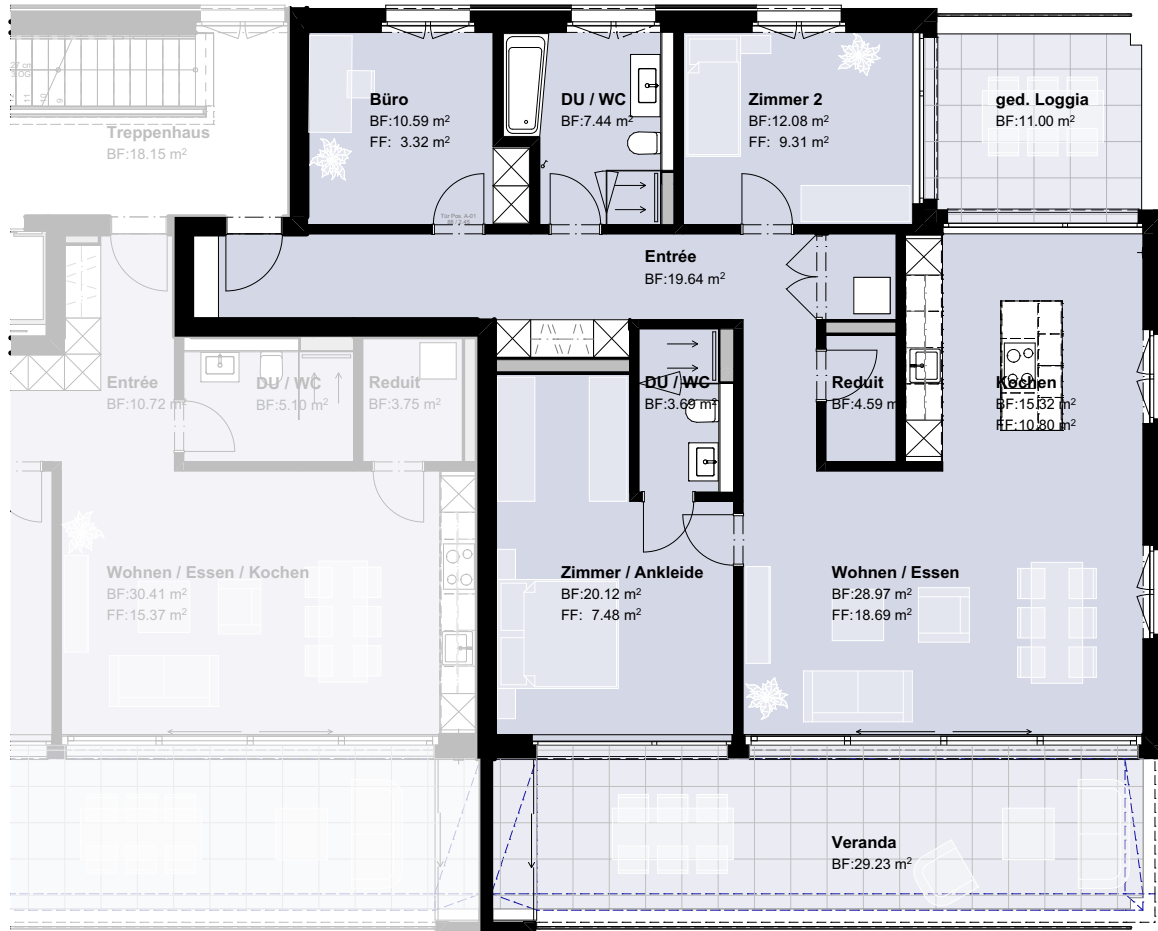 Büro
BF:10.59 m²
FF: 3.32 m²
DU / WC
BF:7.44 m²
Zimmer 2
BF:12.08 m²
FF: 9.31 m²
ged. Loggia
BF:11.00 m²
Treppenhaus
BF:18.15 m²
Tür Pos. A-01
Entrée
BF:19.64 m²
Entrée
BF:10.72 m²
DU / WC
BF:5.10 m²
Reduit
BF:3.75 m²
DU / WC
BF:3.69 m²
Reduit
BF:4.59 m
Kochen
BF:15.32 m²
FF:10.80 m²
Wohnen / Essen / Kochen
BF:30.41 m²
FF:15.37 m²
Zimmer / Ankleide
BF:20.12 m²
FF: 7.48 m²
Wohnen / Essen
BF:28.97 m²
FF:18.69 m²
Veranda
BF:29.23 m²